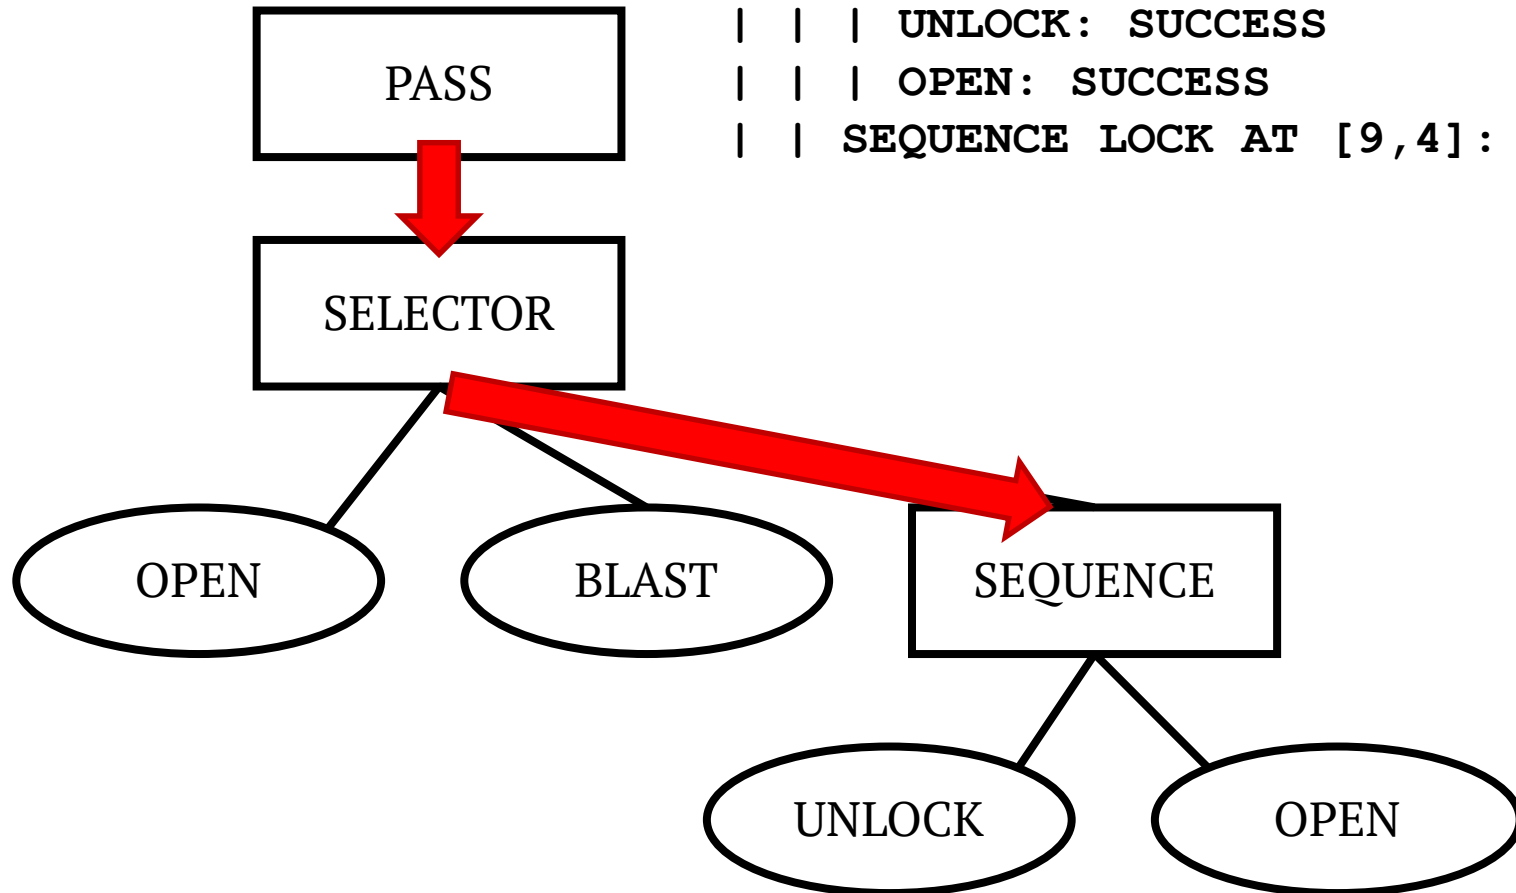 | | | UNLOCK: SUCCESS
| | | OPEN: SUCCESS
| | SEQUENCE LOCK AT [9,4]:
PASS
SELECTOR
OPEN
BLAST
SEQUENCE
UNLOCK
OPEN